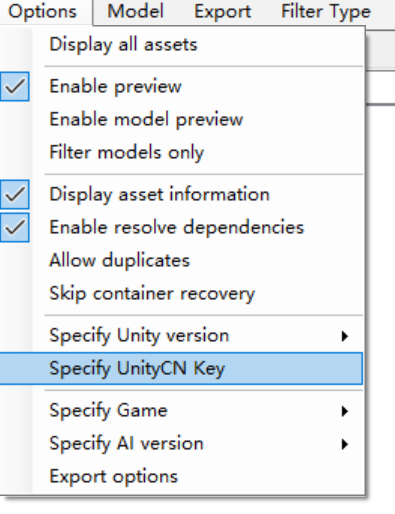 Options Model Export Filter Type
Display all assets
Enable preview
Enable model preview
Filter models only
Display asset information
Enable resolve dependencies
Allow duplicates
Skip container recovery
Specify Unity version
Specify UnityCN Key
Specify Game
Specify AI version
Export options